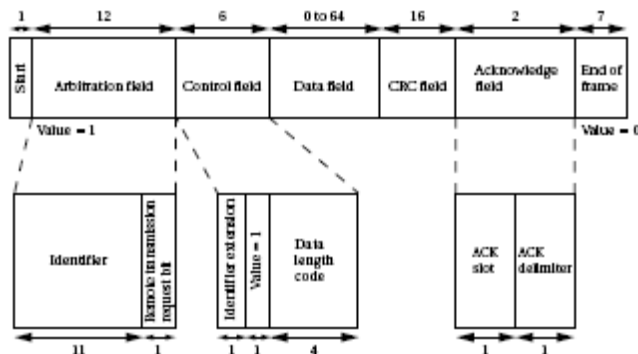 1
12
6
0 to 64
16
2
7
Start
Arbitration field
Control field
Data field
CRC field
Acknowledge
field
End of
frame
Value = 1
Value = 0
Identifier
Remote transmission
request bit
Identifier extension
Value = 1
Data
length
code
ACK
slot
ACK
delimiter
11
1
1
1
4
1
1